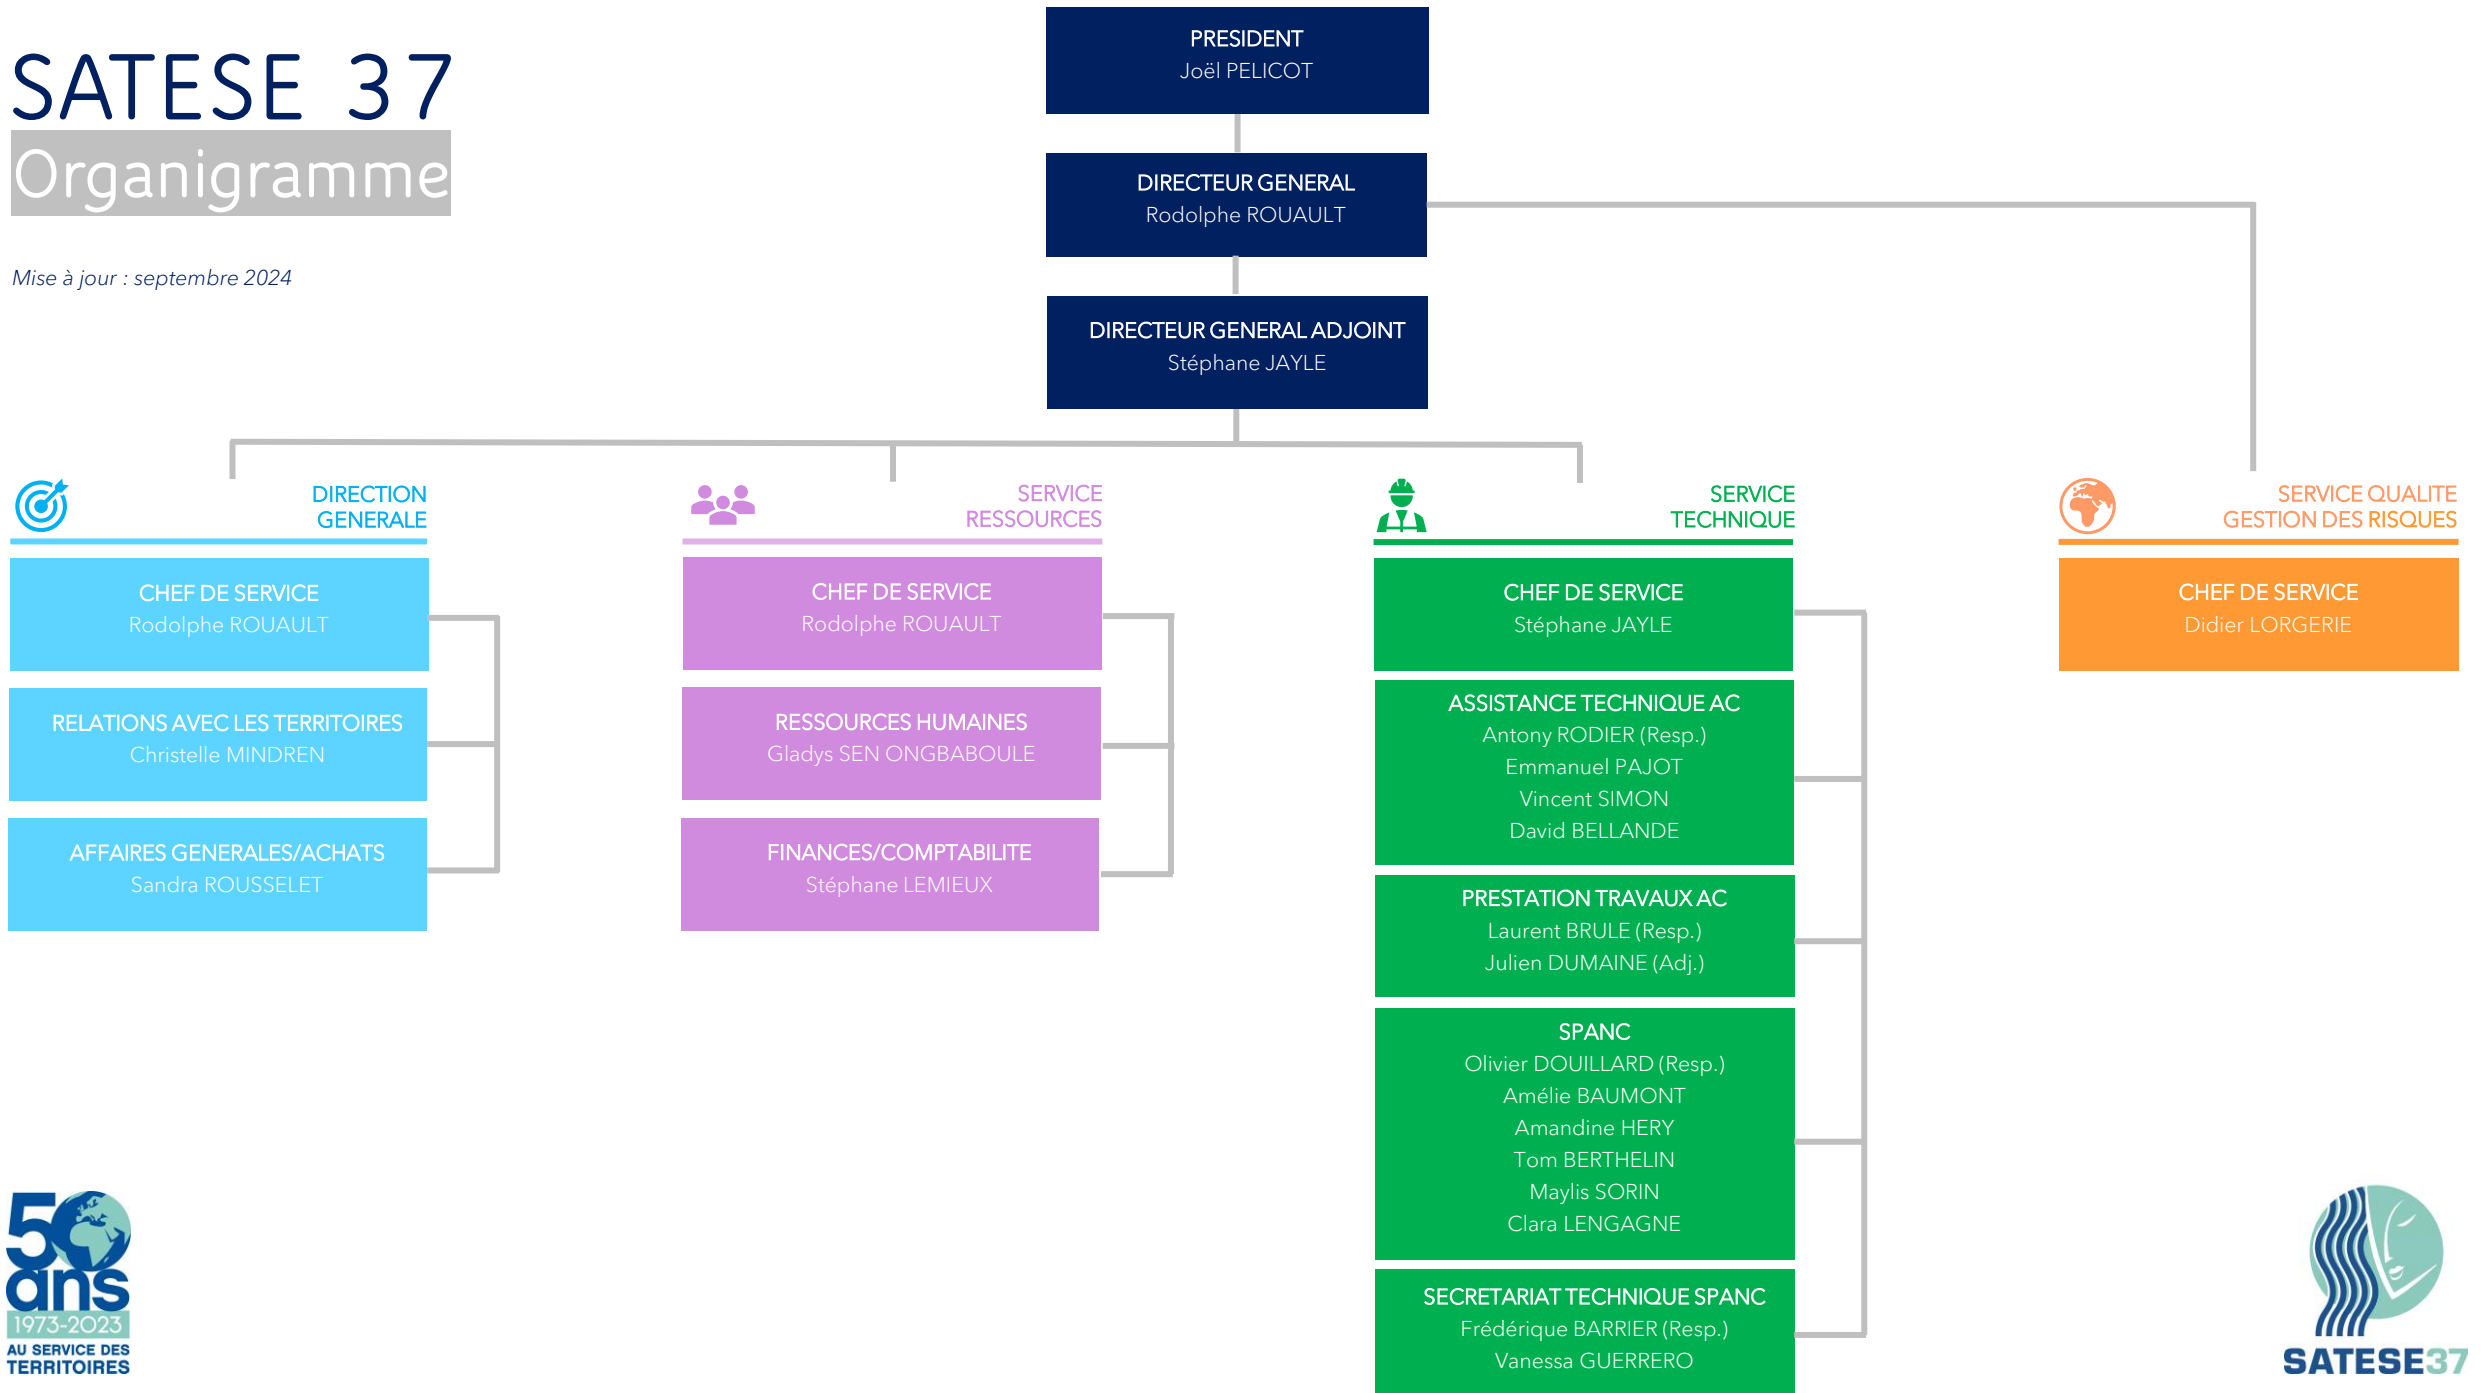 SATESE 37
Organigramme
Mise à jour : septembre 2024
PRESIDENT
Joël PELICOT
DIRECTEUR GENERAL
Rodolphe ROUAULT
DIRECTEUR GENERAL ADJOINT
Stéphane JAYLE
DIRECTION
GENERALE
CHEF DE SERVICE
Rodolphe ROUAULT
RELATIONS AVEC LES TERRITOIRES
Christelle MINDREN
AFFAIRES GENERALES/ACHATS
Sandra ROUSSELET
SERVICE
RESSOURCES
CHEF DE SERVICE
Rodolphe ROUAULT
RESSOURCES HUMAINES
Gladys SEN ONGBABOULE
FINANCES/COMPTABILITE
Stéphane LEMIEUX
SERVICE
TECHNIQUE
CHEF DE SERVICE
Stéphane JAYLE
ASSISTANCE TECHNIQUE AC
Antony RODIER (Resp.)
Emmanuel PAJOT
Vincent SIMON
David BELLANDE
PRESTATION TRAVAUX AC
Laurent BRULE (Resp.)
Julien DUMAINE (Adj.)
SPANC
Olivier DOUILLARD (Resp.)
Amélie BAUMONT
Amandine HERY
Tom BERTHELIN
Maylis SORIN
Clara LENGAGNE
SECRETARIAT TECHNIQUE SPANC
Frédérique BARRIER (Resp.)
Vanessa GUERRERO
SERVICE QUALITE
GESTION DES RISQUES
CHEF DE SERVICE
Didier LORGERIE
50
ans
1973-2023
AU SERVICE DES
TERRITOIRES
SATESE37